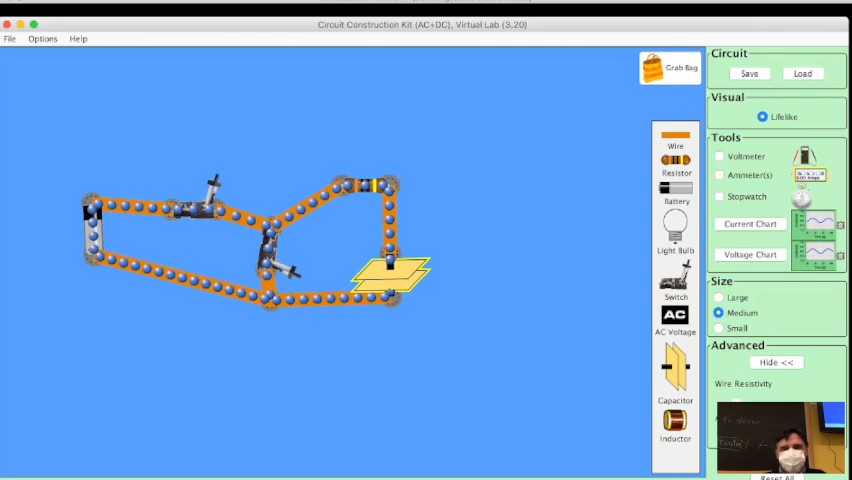 Circuit Construction Kit (AC+DC), Virtual Lab (3.20)
File Options Help
Grab Bag
Wire
Resistor
Battery
Light Bulb
Switch
AC
AC Voltage
Capacitor
Inductor
Circuit
Save Load
Visual
Lifelike
Tools
Voltmeter
Ammeter(s)
Stopwatch
Current Chart
Voltage Chart
Size
Large
Medium
Small
Advanced
Hide <<
Wire Resistivity
Reset All